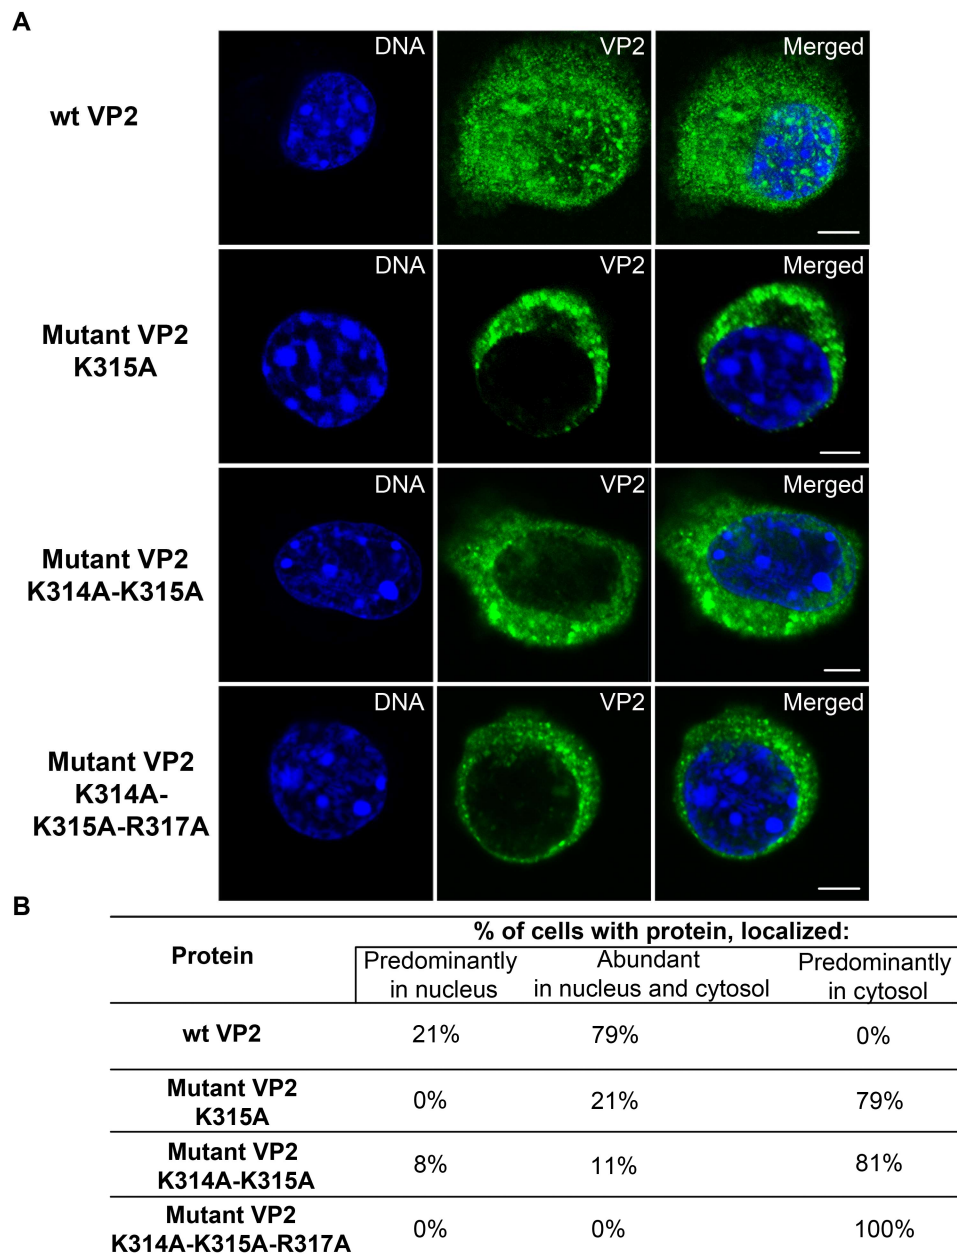 A
DNA VP2 Merged
wt VP2
DNA VP2 Merged
Mutant VP2
K315A
DNA VP2 Merged
Mutant VP2
K314A-K315A
DNA VP2 Merged
Mutant VP2
K314A-
K315A-R317A
B
% of cells with protein, localized:
Protein
Predominantly
in nucleus
Abundant
in nucleus and cytosol
Predominantly
in cytosol
wt VP2 21% 79% 0%
Mutant VP2
K315A
0% 21% 79%
Mutant VP2
K314A-K315A
8% 11% 81%
Mutant VP2
K314A-K315A-R317A
0% 0% 100%